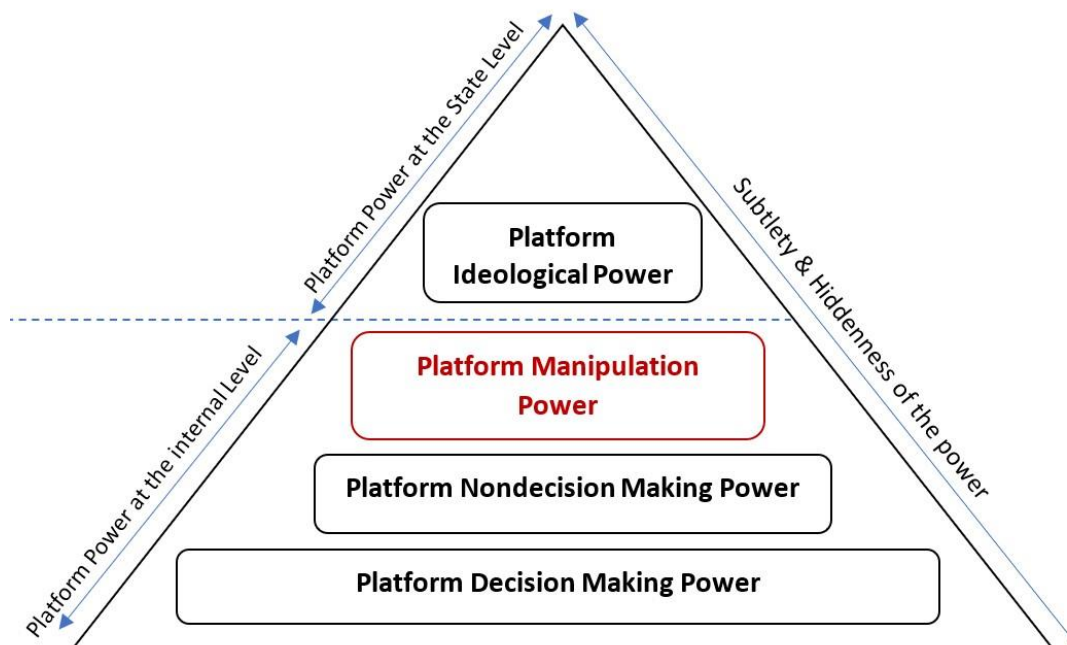 Platform Power at the State Level
Subtlety & Hiddenness of the power
Platform
Ideological Power
Platform Power at the internal Level
Platform Manipulation
Power
Platform Nondecision Making Power
Platform Decision Making Power